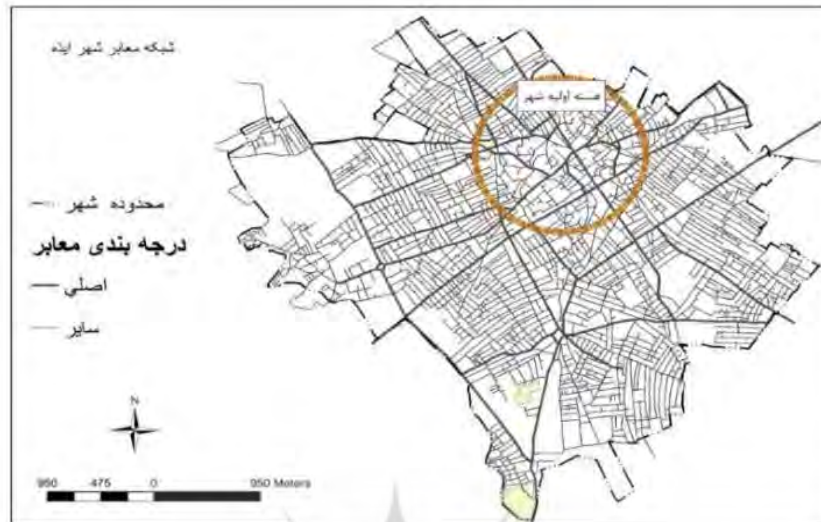 شبکه معابر شهر ایذه
هسته اولیه شهر
محدوده شهر
درجه بندی معابر
اصلی
سایر
N
950 -475 0 950 Meters